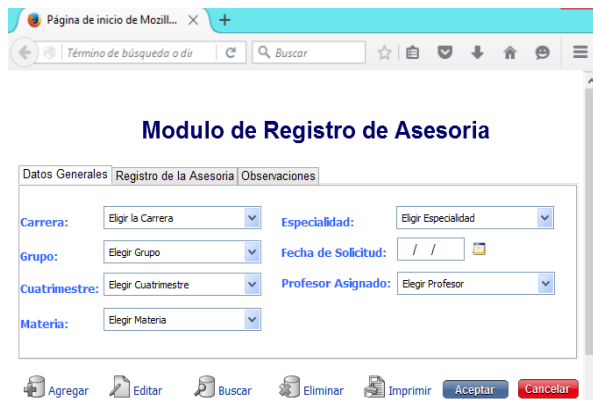 Página de inicio de Mozill...
Término de búsqueda o dir
Buscar
Modulo de Registro de Asesoria
Datos Generales Registro de la Asesoria Observaciones
Carrera: Eligir la Carrera Especialidad: Eligir Especialidad
Grupo: Elegir Grupo Fecha de Solicitud: / /
Cuatrimestre: Elegir Cuatrimestre Profesor Asignado: Elegir Profesor
Materia: Elegir Materia
Agregar Editar Buscar Eliminar Imprimir Aceptar Cancelar